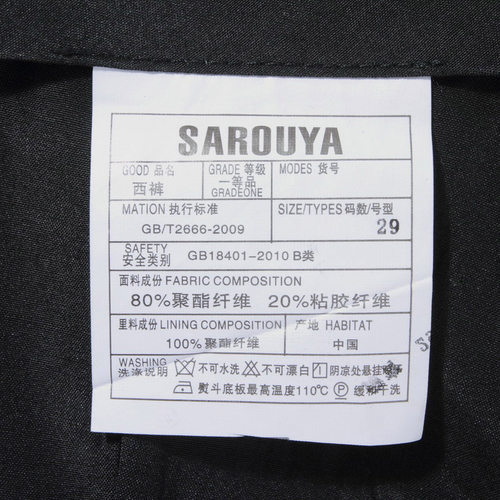 SAROUYA
GOOD 品名 GRADE 等级 MODES 货号
西裤 一等品
GRADEONE
MATION 执行标准 SIZE/TYPES 码数/号型
GB/T2666-2009 29
SAFETY
安全类别 GB18401-2010 B类
面料成份 FABRIC COMPOSITION
80%聚酯纤维 20%粘胶纤维
里料成份 LINING COMPOSITION 产地 HABITAT
100%聚酯纤维 中国
WASHING
洗涤说明 不可水洗 不可漂白 阴凉处悬挂晾
熨斗底板最高温度110℃ P 缓和干洗